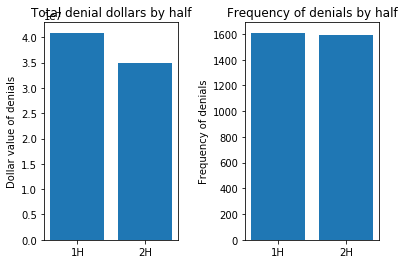 Total denial dollars by half
1e7
4.0
3.5
3.0
2.5
2.0
1.5
1.0
0.5
0.0
Dollar value of denials
1H 2H
Frequency of denials by half
1600
1400
1200
1000
800
600
400
200
0
Frequency of denials
1H 2H